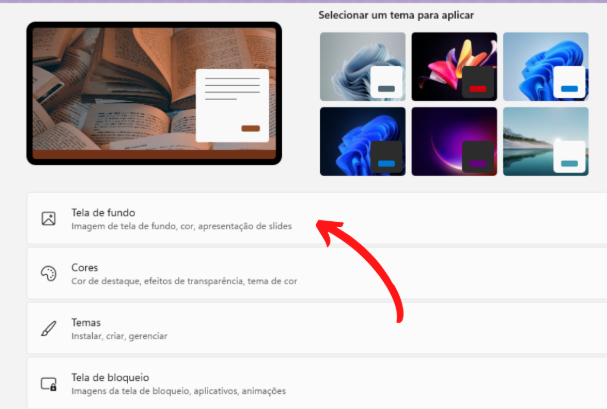 Selecionar um tema para aplicar
Tela de fundo
Imagem de tela de fundo, cor, apresentação de slides
Cores
Cor de destaque, efeitos de transparência, tema de cor
Temas
Instalar, criar, gerenciar
Tela de bloqueio
Imagens da tela de bloqueio, aplicativos, animações